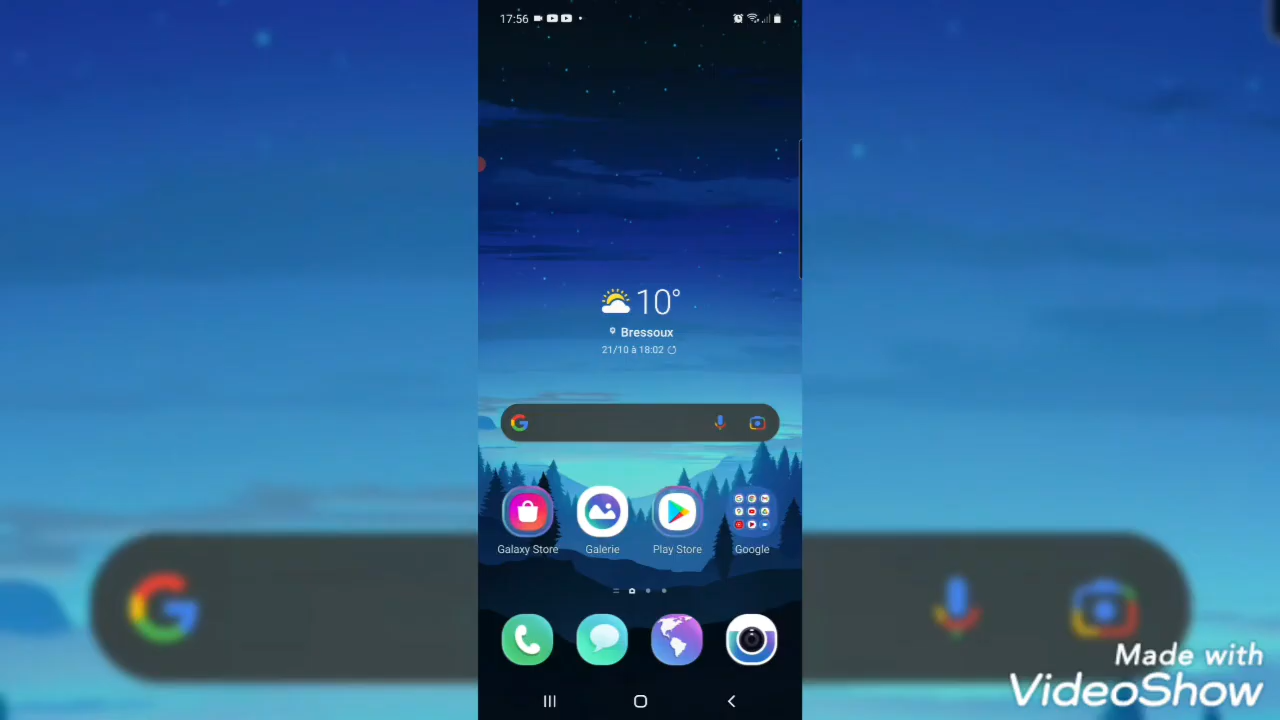 17:56
10°
Bressoux
21/10 à 18:02
Galaxy Store
Galerie
Play Store
Google
Made with
VideoShow